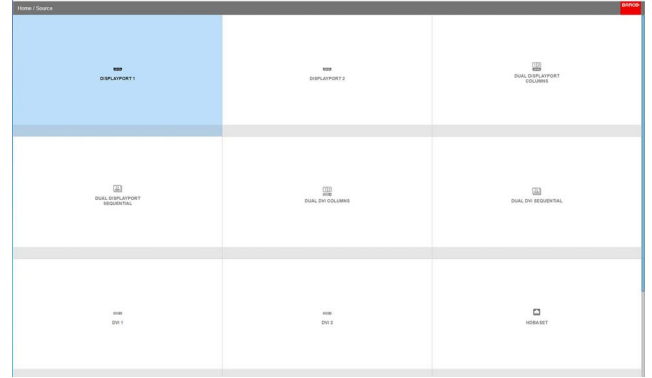 Home / Source
BARCO
DISPLAYPORT 1
DISPLAYPORT 2
DUAL DISPLAYPORT
COLUMNS
DUAL DISPLAYPORT
SEQUENTIAL
DUAL DVI COLUMNS
DUAL DVI SEQUENTIAL
DVI 1
DVI 2
HDBASET